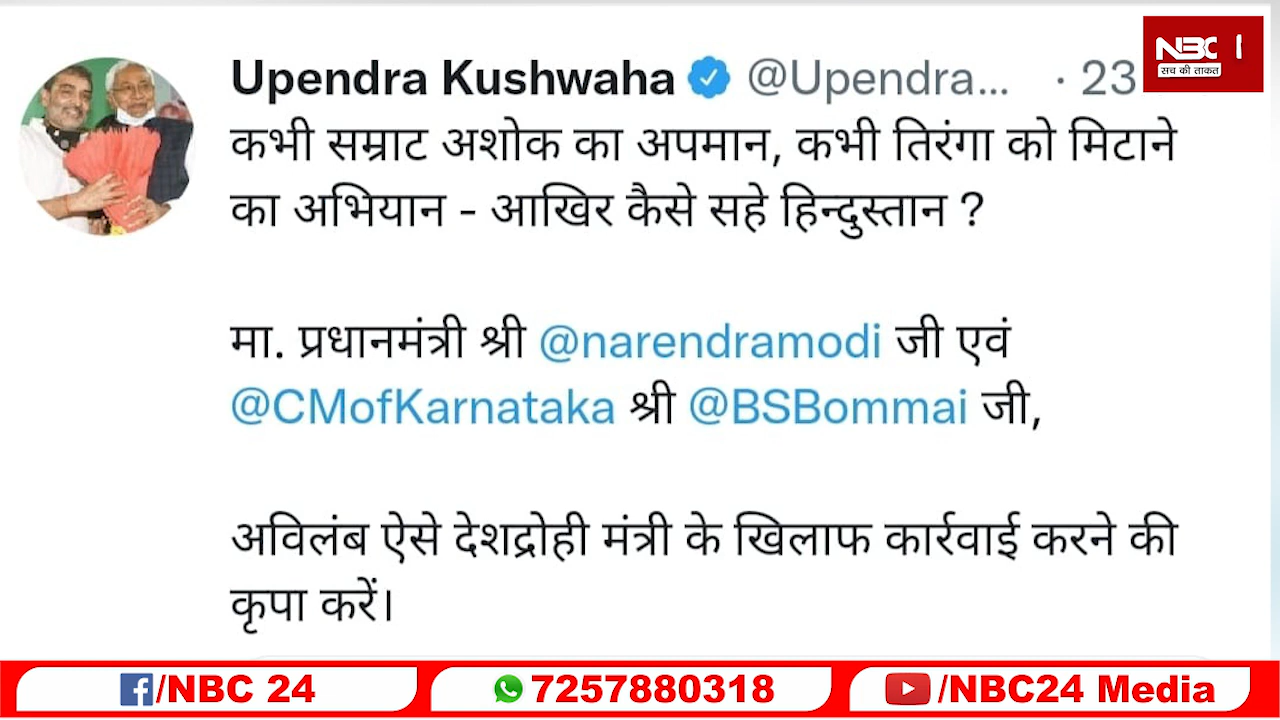 NBC
सच की ताकत
Upendra Kushwaha @Upendra... · 23
कभी सम्राट अशोक का अपमान, कभी तिरंगा को मिटाने
का अभियान - आखिर कैसे सहे हिन्दुस्तान ?
मा. प्रधानमंत्री श्री @narendramodi जी एवं
@CMofKarnataka श्री @BSBommai जी,
अविलंब ऐसे देशद्रोही मंत्री के खिलाफ कार्रवाई करने की
कृपा करें।
/NBC 24
7257880318
/NBC24 Media